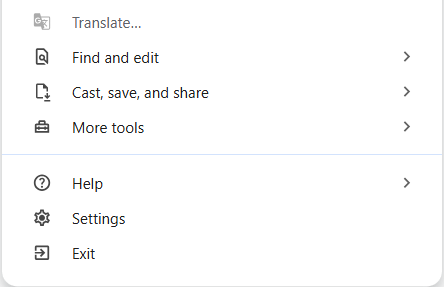 Translate...
Find and edit
Cast, save, and share
More tools
Help
Settings
Exit